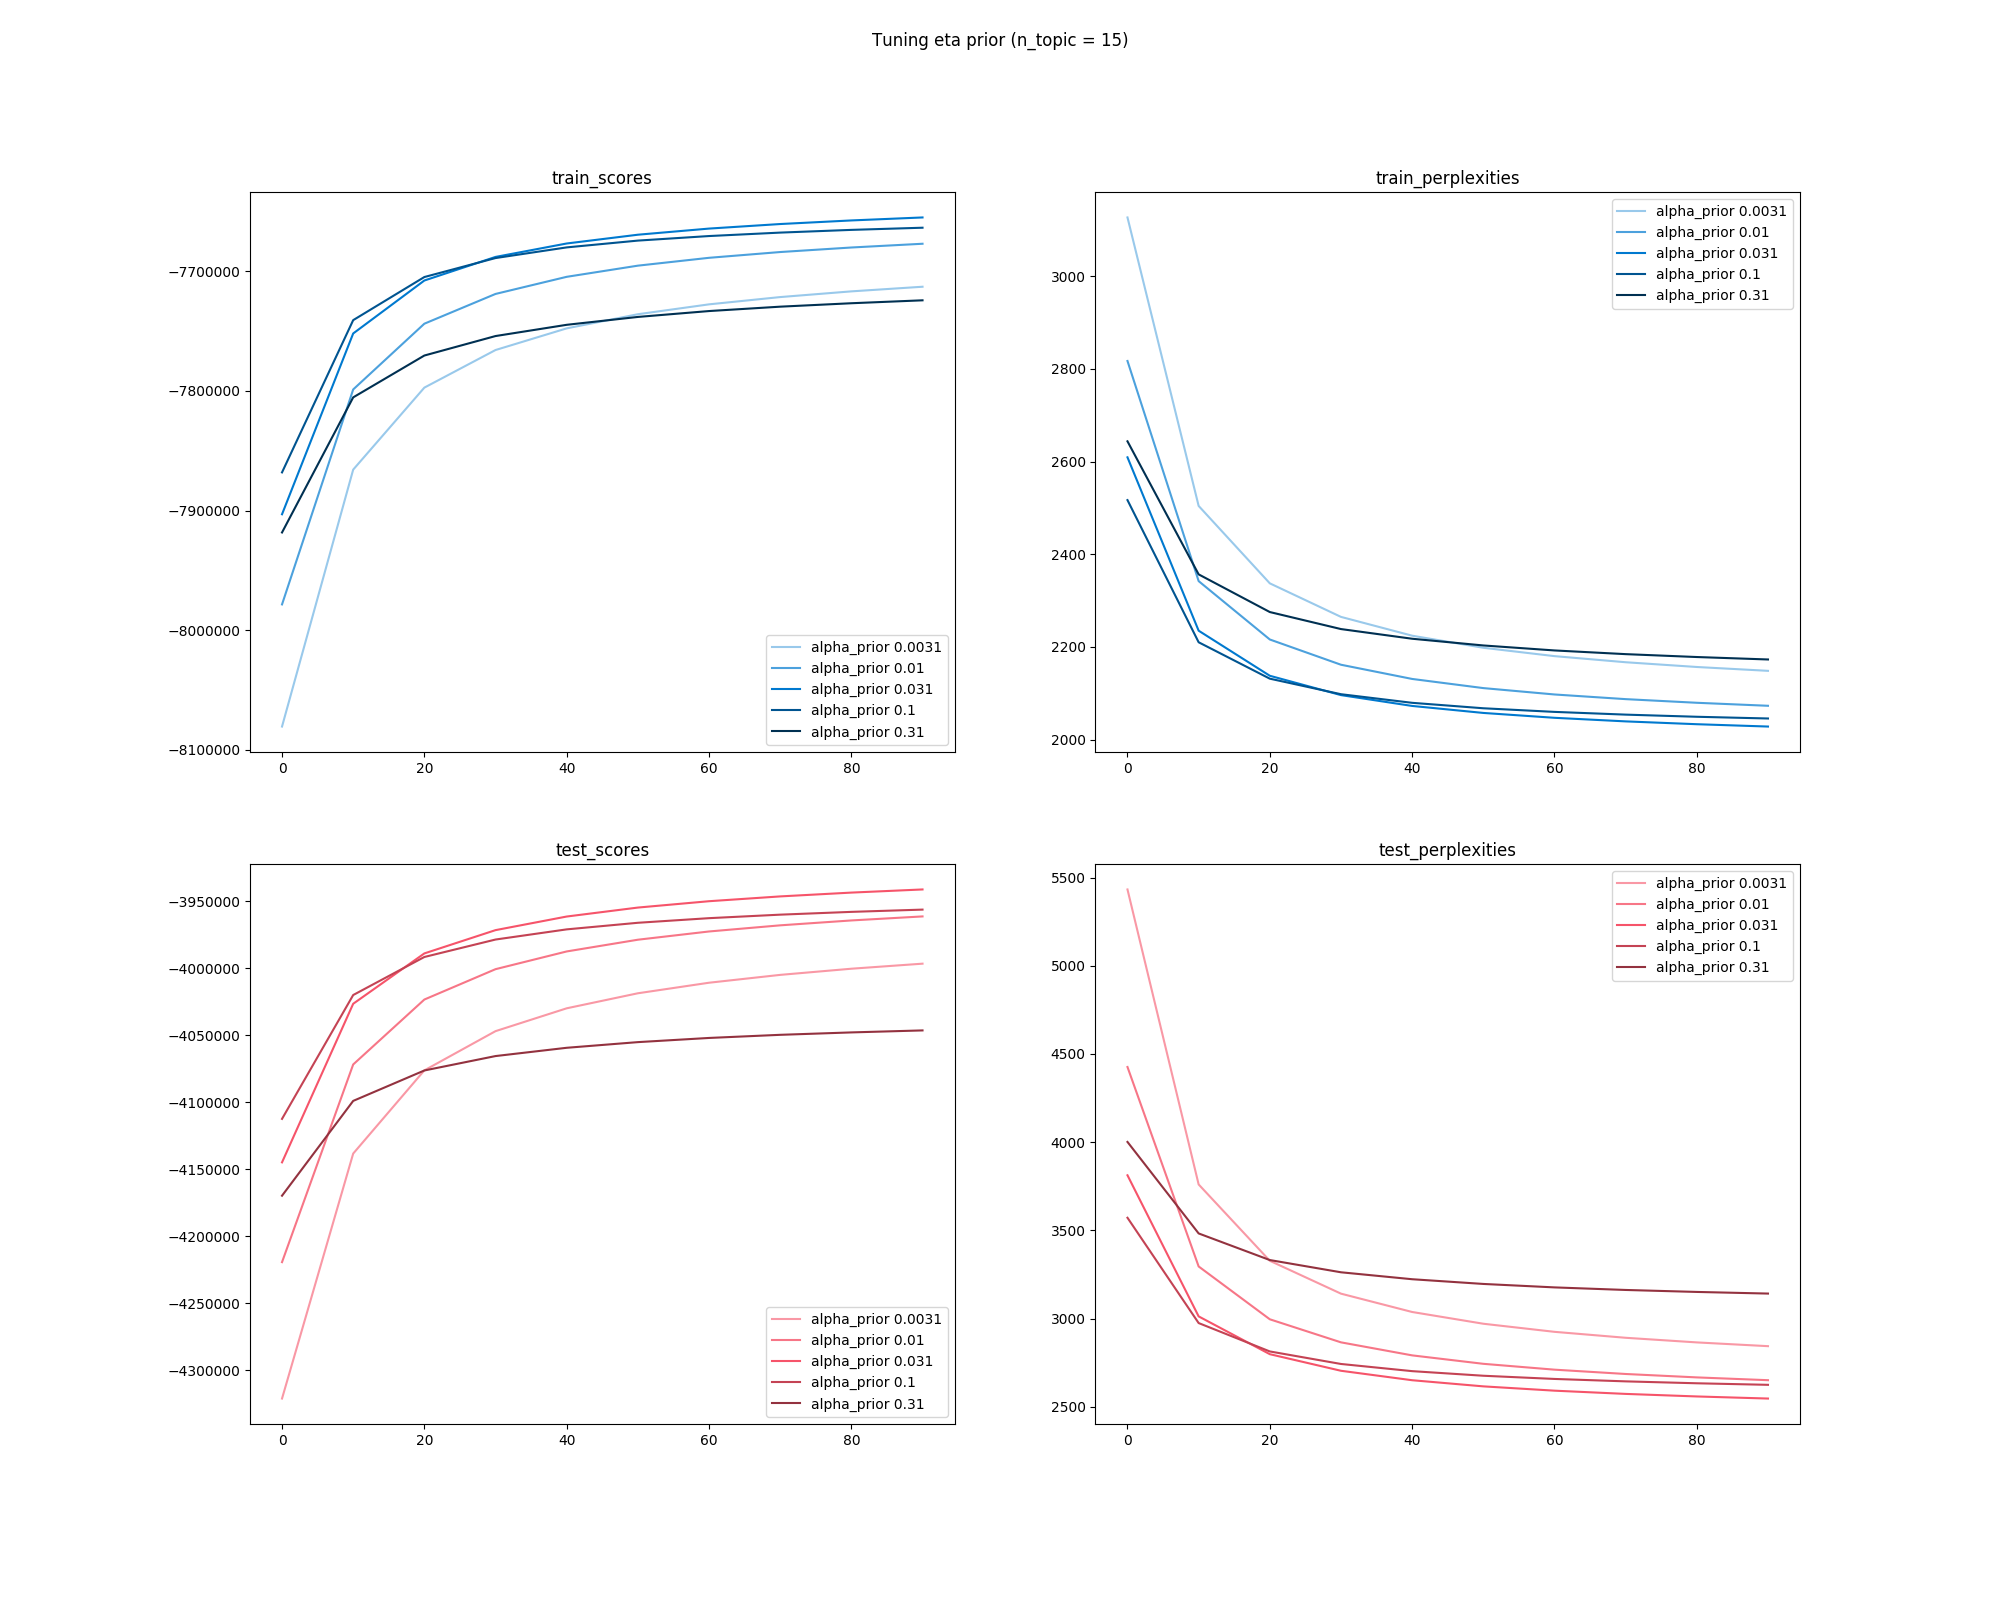 Tuning eta prior (n_topic = 15)
train_scores
−7700000
−7800000
−7900000
−8000000
−8100000
0 20 40 60 80
alpha_prior 0.0031
alpha_prior 0.01
alpha_prior 0.031
alpha_prior 0.1
alpha_prior 0.31
train_perplexities
3000
2800
2600
2400
2200
2000
0 20 40 60 80
alpha_prior 0.0031
alpha_prior 0.01
alpha_prior 0.031
alpha_prior 0.1
alpha_prior 0.31
test_scores
−3950000
−4000000
−4050000
−4100000
−4150000
−4200000
−4250000
−4300000
0 20 40 60 80
alpha_prior 0.0031
alpha_prior 0.01
alpha_prior 0.031
alpha_prior 0.1
alpha_prior 0.31
test_perplexities
5500
5000
4500
4000
3500
3000
2500
0 20 40 60 80
alpha_prior 0.0031
alpha_prior 0.01
alpha_prior 0.031
alpha_prior 0.1
alpha_prior 0.31